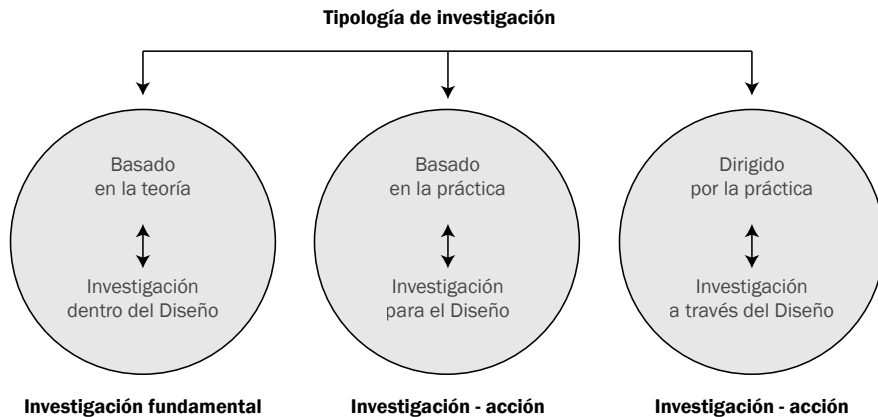 Tipología de investigación
Basado
en la teoría
Investigación
dentro del Diseño
Investigación fundamental
Basado
en la práctica
Investigación
para el Diseño
Investigación - acción
Dirigido
por la práctica
Investigación
a través del Diseño
Investigación - acción